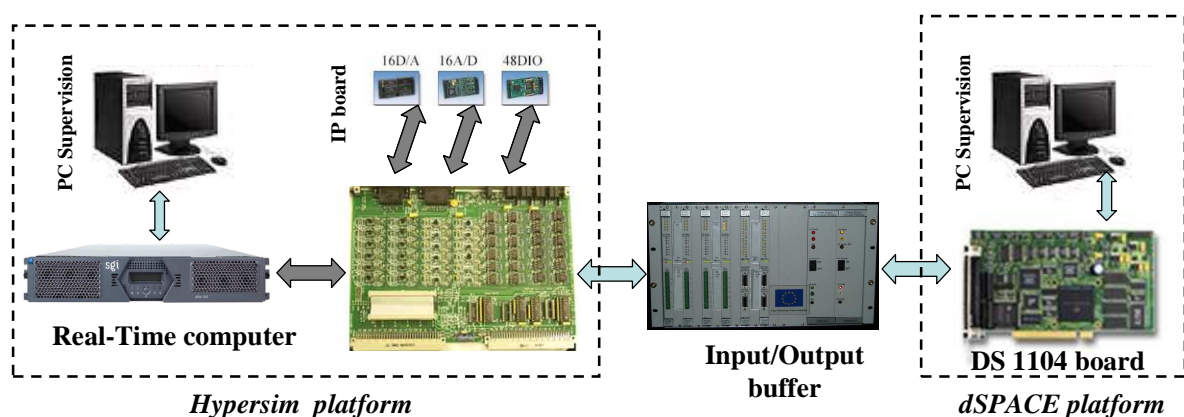 16D/A 16A/D 48DIO
IP board
PC Supervision
sgi
Real-Time computer
Hypersim platform
Input/Output
buffer
PC Supervision
DS 1104 board
dSPACE platform